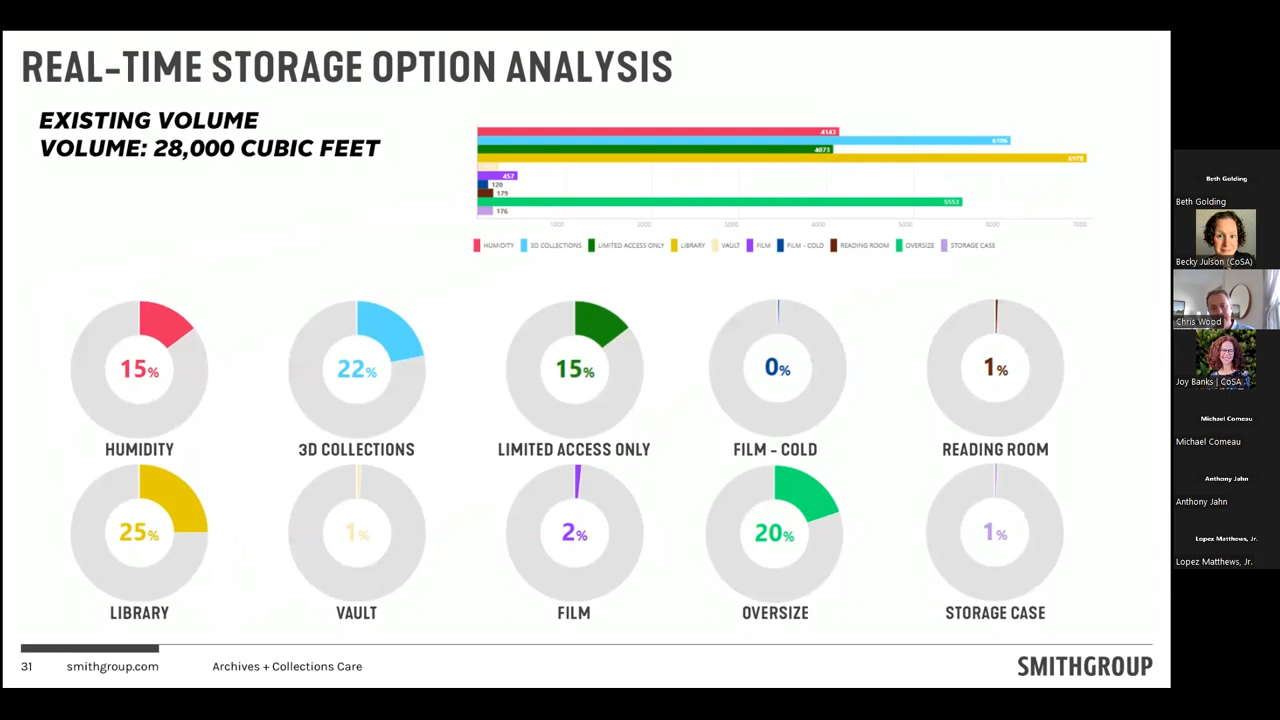 REAL-TIME STORAGE OPTION ANALYSIS
EXISTING VOLUME
VOLUME: 28,000 CUBIC FEET
4143
6106
4073
6978
457
120
179
5553
176
1000 2000 3000 4000 5000 6000 7000
HUMIDITY 3D COLLECTIONS LIMITED ACCESS ONLY LIBRARY VAULT FILM FILM - COLD READING ROOM OVERSIZE STORAGE CASE
15% 22% 15% 0% 1%
HUMIDITY 3D COLLECTIONS LIMITED ACCESS ONLY FILM - COLD READING ROOM
25% 1% 2% 20% 1%
LIBRARY VAULT FILM OVERSIZE STORAGE CASE
31 smithgroup.com Archives + Collections Care SMITHGROUP
Beth Golding
Beth Golding
Becky Julson (CoSA)
Chris Wood
Joy Banks | CoSA
Michael Comeau
Michael Comeau
Anthony Jahn
Anthony Jahn
Lopez Matthews, Jr.
Lopez Matthews, Jr.